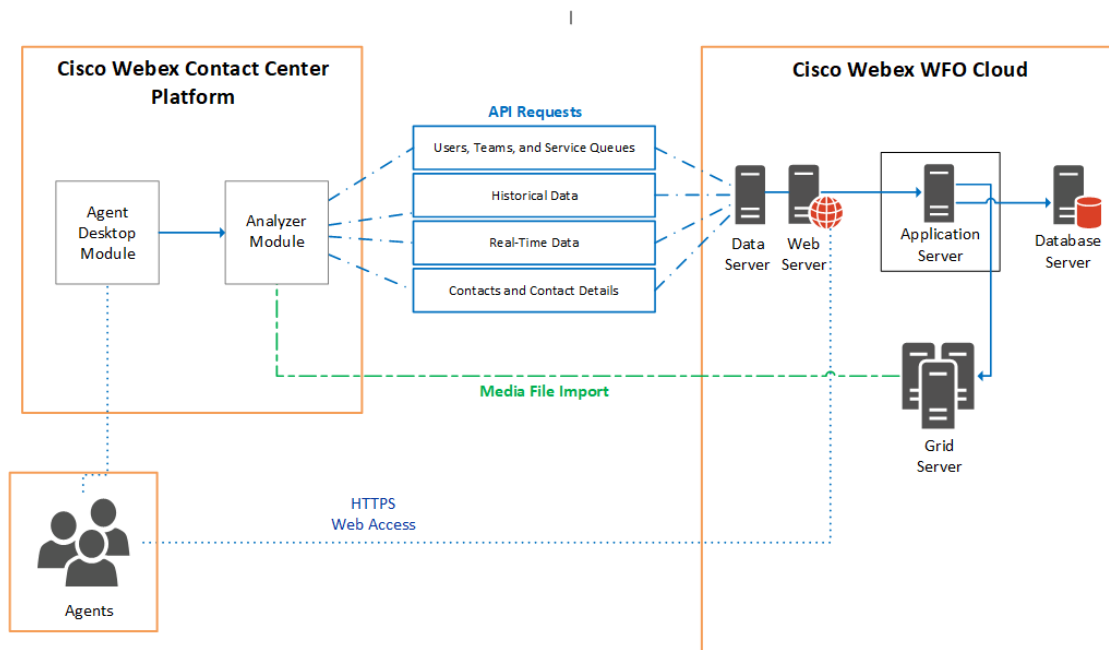 Cisco Webex Contact Center
Platform
Cisco Webex WFO Cloud
API Requests
Users, Teams, and Service Queues
Historical Data
Real-Time Data
Contacts and Contact Details
Agent
Desktop
Module
Analyzer
Module
Data
Server
Web
Server
Application
Server
Database
Server
Media File Import
Grid
Server
HTTPS
Web Access
Agents